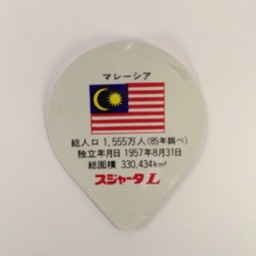 マレーシア
総人口 1,555万人(85年調べ)
独立年月日 1957年8月31日
総面積 330,434km²
スジャータ L